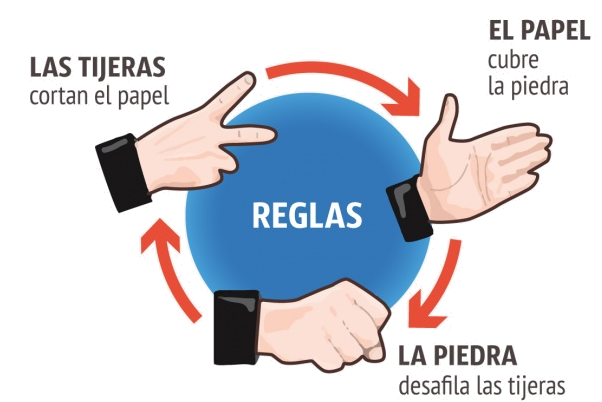 LAS TIJERAS
cortan el papel
EL PAPEL
cubre
la piedra
REGLAS
LA PIEDRA
desafila las tijeras